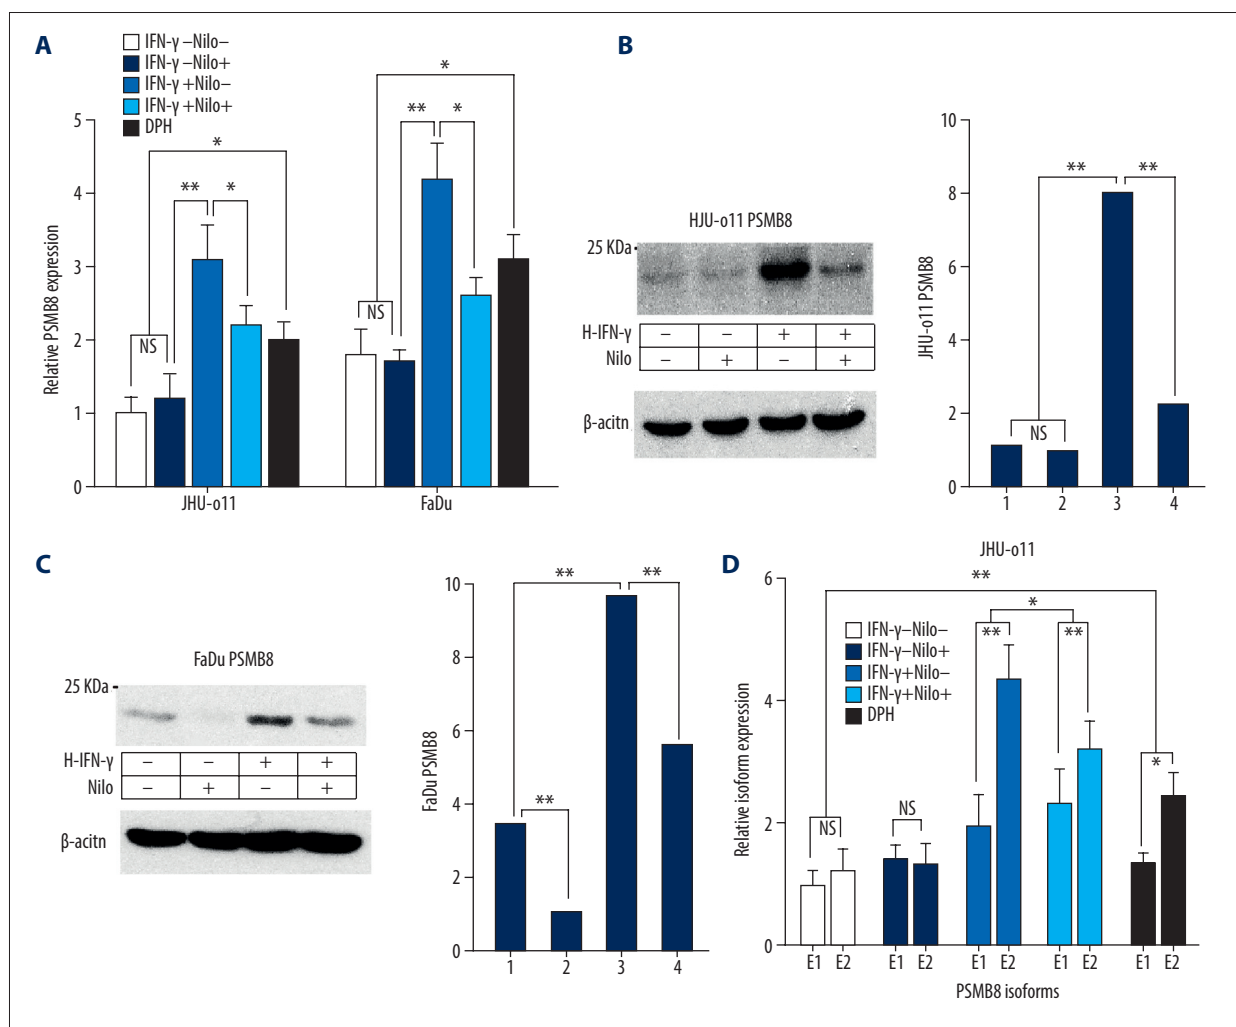 A
IFN-γ –Nilo–
IFN-γ –Nilo+
IFN-γ +Nilo–
IFN-γ +Nilo+
DPH
Relative PSMB8 expression
5
4
3
2
1
0
NS
**
*
*
NS
**
*
*
JHU-o11
FaDu
B
HJU-o11 PSMB8
25 KDa
H-IFN-γ – – + +
Nilo – + – +
β-acitn
JHU-o11 PSMB8
10
8
6
4
2
0
NS
**
**
1 2 3 4
C
FaDu PSMB8
25 KDa
H-IFN-γ – – + +
Nilo – + – +
β-acitn
FaDu PSMB8
10
8
6
4
2
0
**
**
**
1 2 3 4
D
JHU-o11
IFN-γ–Nilo–
IFN-γ–Nilo+
IFN-γ+Nilo–
IFN-γ+Nilo+
DPH
Relative isoform expression
6
4
2
0
**
*
NS
NS
**
**
*
E1 E2 E1 E2 E1 E2 E1 E2 E1 E2
PSMB8 isoforms